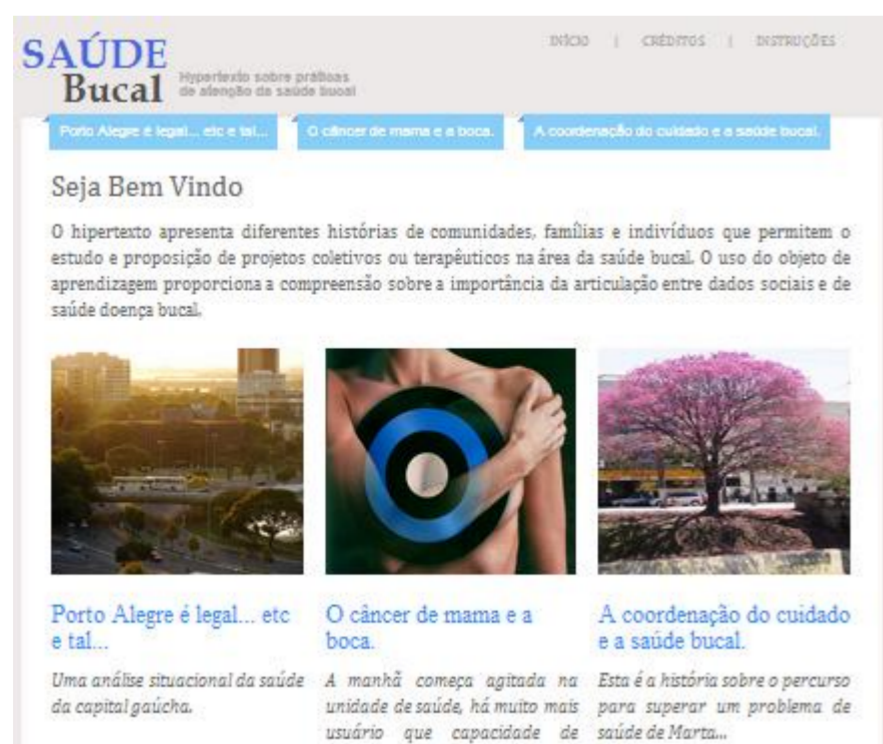 SAÚDE
Bucal
Hypertexto sobre práticas
de atenção da saúde bucal
INÍCIO | CRÉDITOS | INSTRUÇÕES
Porto Alegre é legal... etc e tal...
O câncer de mama e a boca.
A coordenação do cuidado e a saúde bucal.
Seja Bem Vindo
O hipertexto apresenta diferentes histórias de comunidades, famílias e indivíduos que permitem o
estudo e proposição de projetos coletivos ou terapêuticos na área da saúde bucal. O uso do objeto de
aprendizagem proporciona a compreensão sobre a importância da articulação entre dados sociais e de
saúde doença bucal.
Porto Alegre é legal... etc
e tal...
Uma análise situacional da saúde
da capital gaúcha.
O câncer de mama e a
boca.
A manhã começa agitada na
unidade de saúde, há muito mais
usuário que capacidade de
A coordenação do cuidado
e a saúde bucal.
Esta é a história sobre o percurso
para superar um problema de
saúde de Marta...